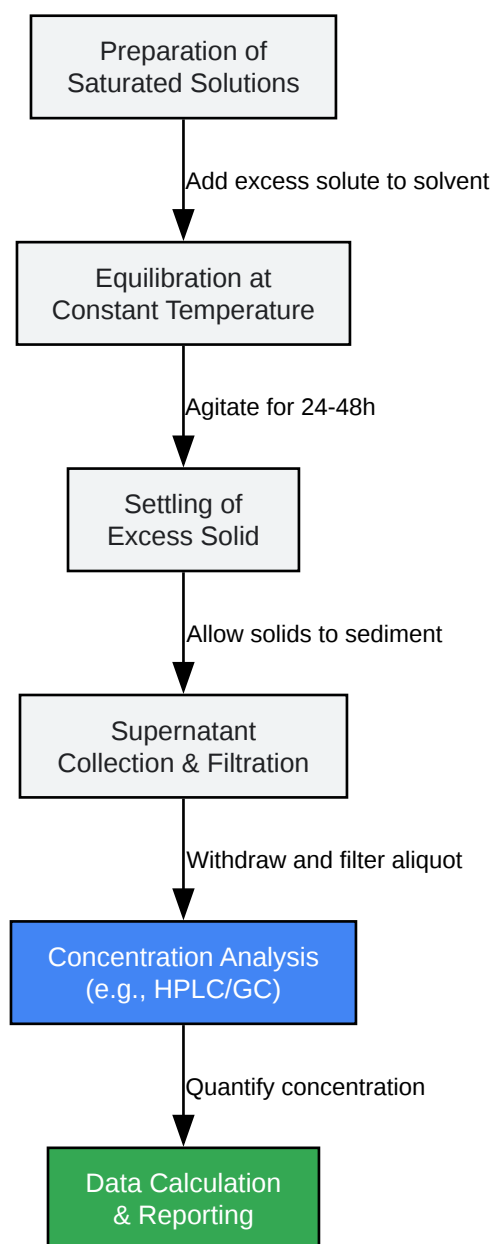 Preparation of
Saturated Solutions
Add excess solute to solvent
Equilibration at
Constant Temperature
Agitate for 24-48h
Settling of
Excess Solid
Allow solids to sediment
Supernatant
Collection & Filtration
Withdraw and filter aliquot
Concentration Analysis
(e.g., HPLC/GC)
Quantify concentration
Data Calculation
& Reporting